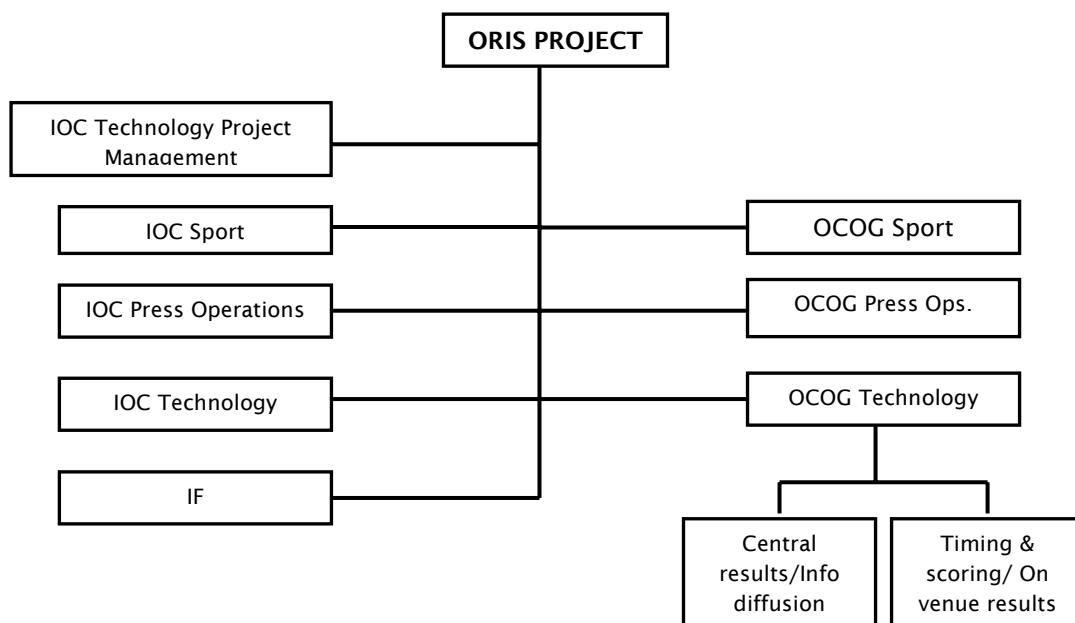 ORIS PROJECT
IOC Technology Project
Management
IOC Sport
OCOG Sport
IOC Press Operations
OCOG Press Ops.
IOC Technology
OCOG Technology
IF
Central
results/Info
diffusion
Timing &
scoring/ On
venue results